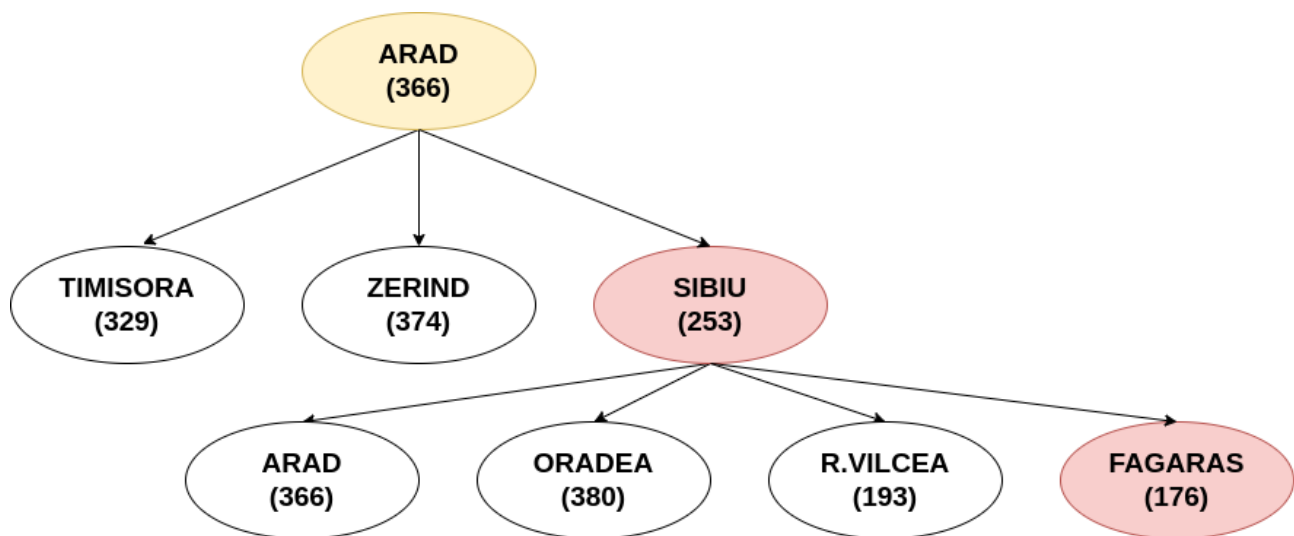 ARAD
(366)
TIMISORA
(329)
ZERIND
(374)
SIBIU
(253)
ARAD
(366)
ORADEA
(380)
R.VILCEA
(193)
FAGARAS
(176)